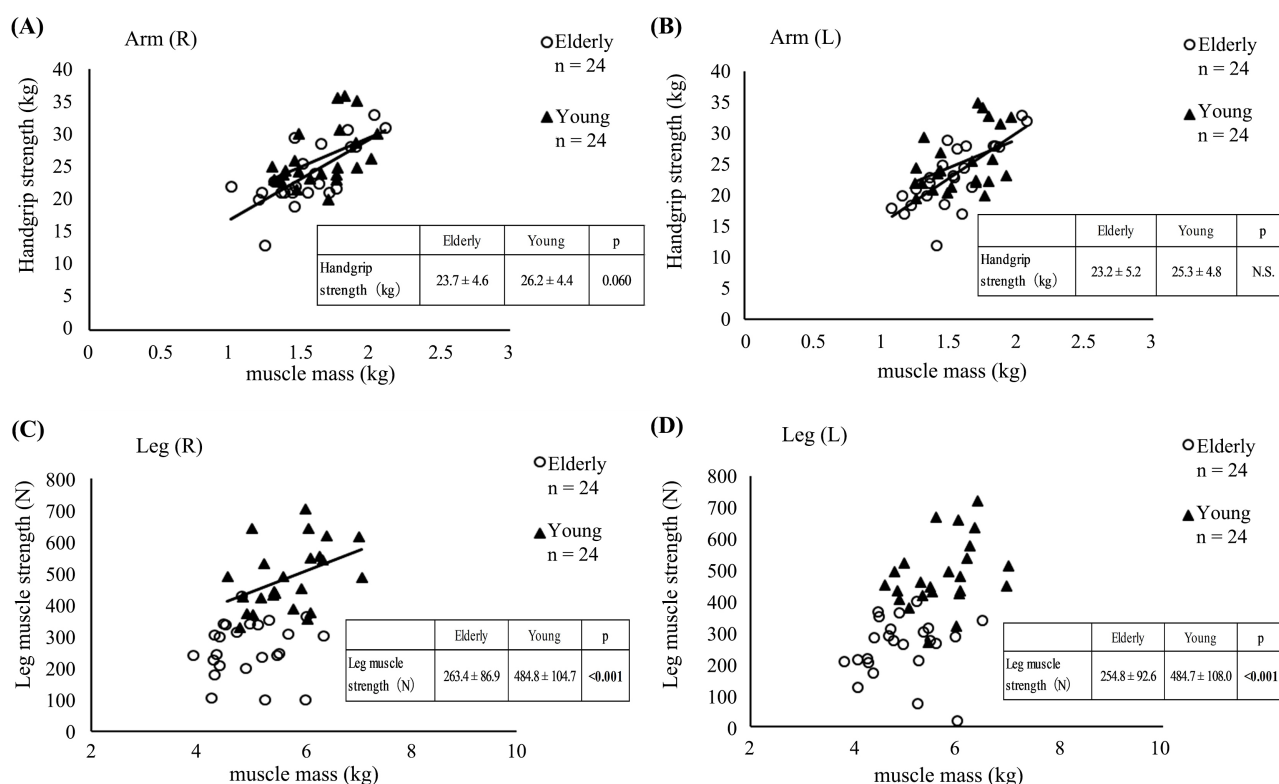 (A)
Arm (R)
Elderly
n = 24
Young
n = 24
Handgrip strength (kg)
40
35
30
25
20
15
10
5
0
0
0.5
1
1.5
2
2.5
3
muscle mass (kg)
Elderly
Young
p
Handgrip
strength (kg)
23.7 ± 4.6
26.2 ± 4.4
0.060
(B)
Arm (L)
Elderly
n = 24
Young
n = 24
Handgrip strength (kg)
40
35
30
25
20
15
10
5
0
0
0.5
1
1.5
2
2.5
3
muscle mass (kg)
Elderly
Young
p
Handgrip
strength (kg)
23.2 ± 5.2
25.3 ± 4.8
N.S.
(C)
Leg (R)
Elderly
n = 24
Young
n = 24
Leg muscle strength (N)
800
700
600
500
400
300
200
100
0
2
4
6
8
10
muscle mass (kg)
Elderly
Young
p
Leg muscle
strength (N)
263.4 ± 86.9
484.8 ± 104.7
<0.001
(D)
Leg (L)
Elderly
n = 24
Young
n = 24
Leg muscle strength (N)
800
700
600
500
400
300
200
100
0
2
4
6
8
10
muscle mass (kg)
Elderly
Young
p
Leg muscle
strength (N)
254.8 ± 92.6
484.7 ± 108.0
<0.001